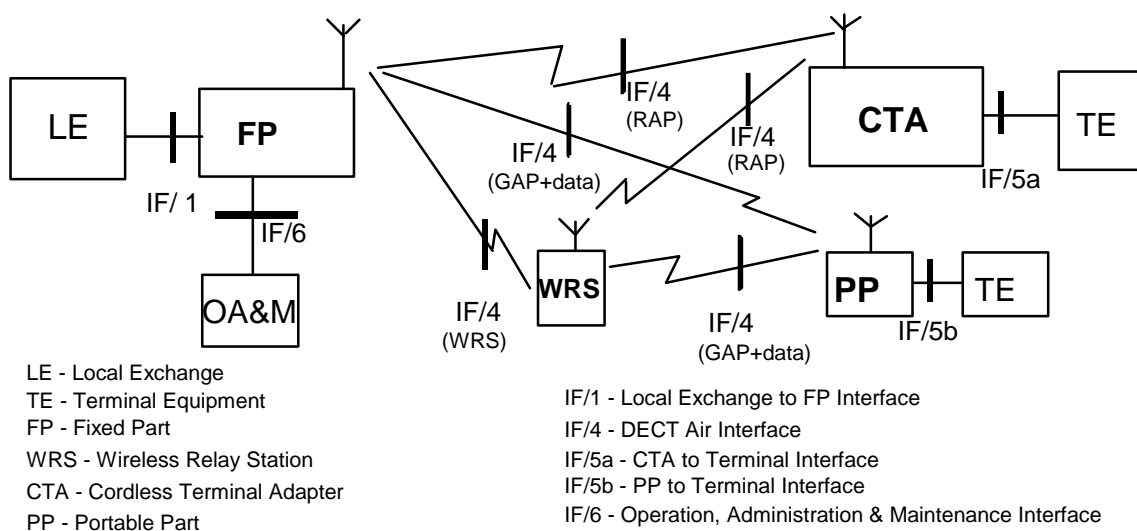 LE
FP
IF/ 1
IF/6
OA&M
IF/4
(RAP)
IF/4
(RAP)
IF/4
(GAP+data)
IF/4
(WRS)
WRS
IF/4
(GAP+data)
CTA
IF/5a
TE
PP
IF/5b
TE
LE - Local Exchange
TE - Terminal Equipment
FP - Fixed Part
WRS - Wireless Relay Station
CTA - Cordless Terminal Adapter
PP - Portable Part
IF/1 - Local Exchange to FP Interface
IF/4 - DECT Air Interface
IF/5a - CTA to Terminal Interface
IF/5b - PP to Terminal Interface
IF/6 - Operation, Administration & Maintenance Interface